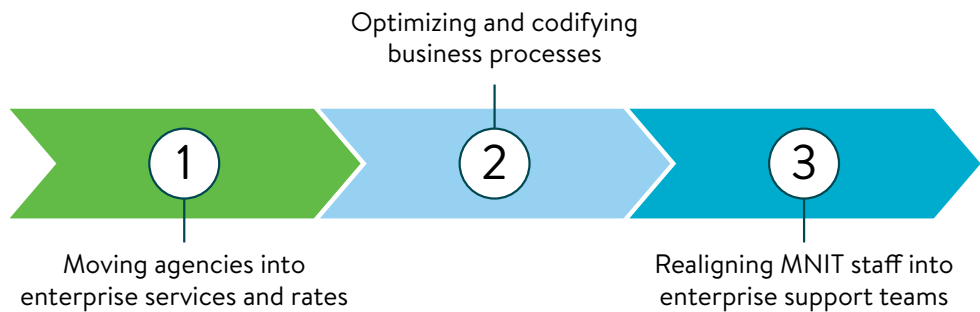 Optimizing and codifying
business processes
1
2
3
Moving agencies into
enterprise services and rates
Realigning MNIT staff into
enterprise support teams